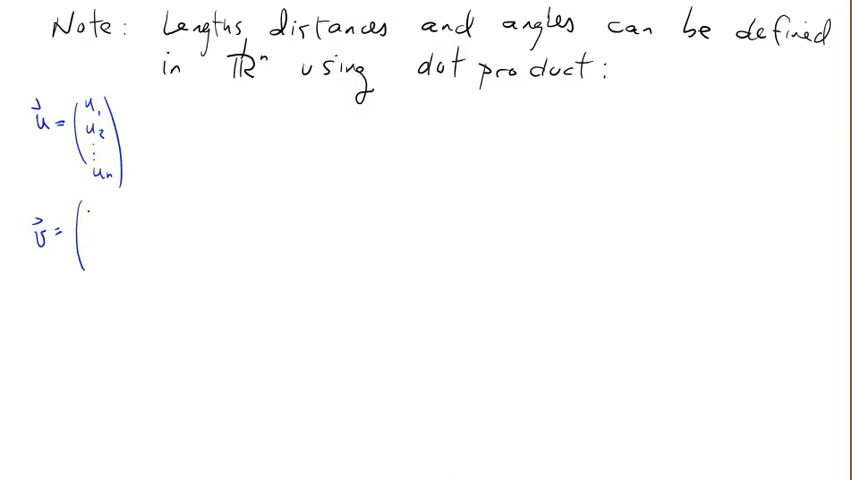 Note: Lengths distances and angles can be defined
in ℝⁿ using dot product:
u⃗ = (u₁
u₂
⋮
uₙ)
v⃗ = (